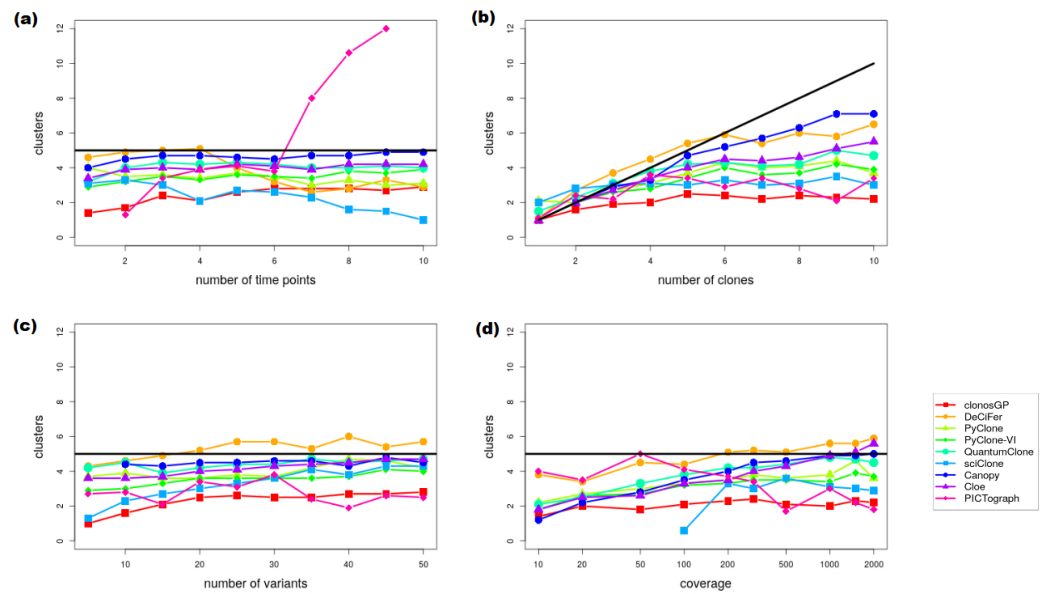 (a)
12
10
8
6
4
2
0
clusters
2 4 6 8 10
number of time points
(b)
12
10
8
6
4
2
0
clusters
2 4 6 8 10
number of clones
(c)
12
10
8
6
4
2
0
clusters
10 20 30 40 50
number of variants
(d)
12
10
8
6
4
2
0
clusters
10 20 50 100 200 500 1000 2000
coverage
clonosGP
DeCiFer
PyClone
PyClone-VI
QuantumClone
sciClone
Canopy
Cloe
PICTograph